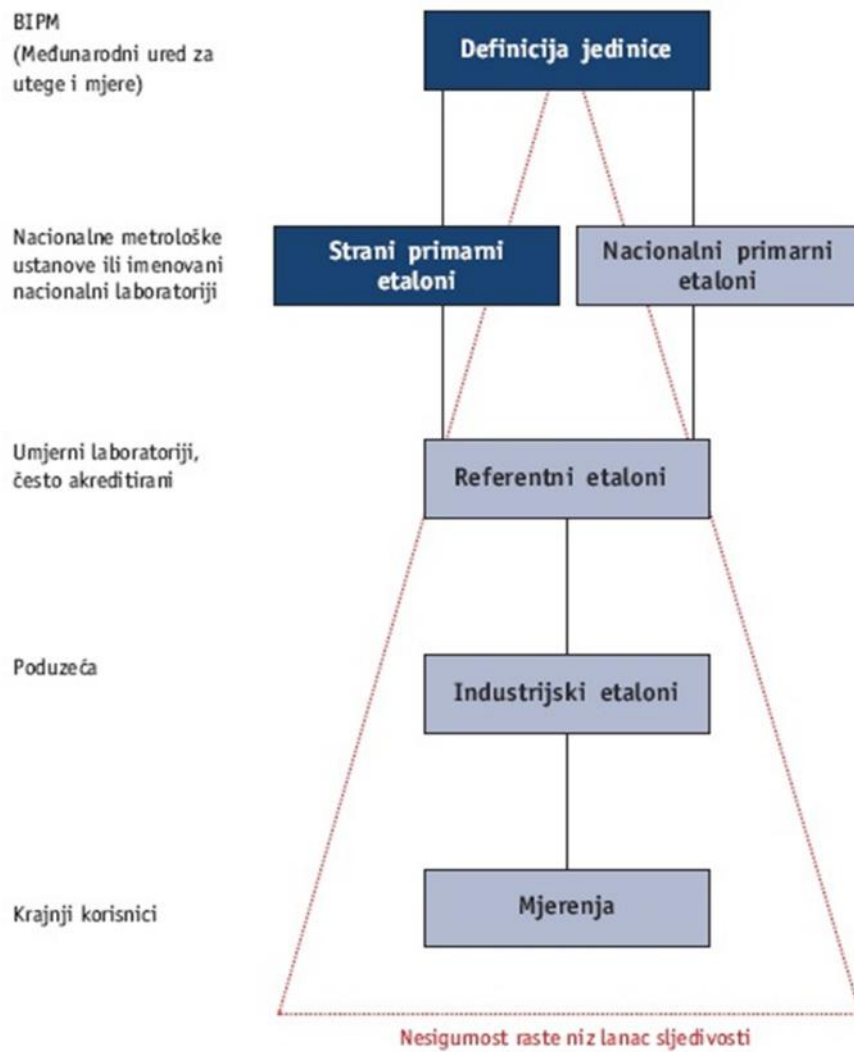 BIPM
(Međunarodni ured za
utege i mjere)
Definicija jedinice
Nacionalne metrološke
ustanove ili imenovani
nacionalni laboratoriji
Strani primarni
etaloni
Nacionalni primarni
etaloni
Umjerni laboratoriji,
često akreditirani
Referentni etaloni
Poduzeća
Industrijski etaloni
Krajnji korisnici
Mjerenja
Nesigurnost raste niz lanac sljedivosti